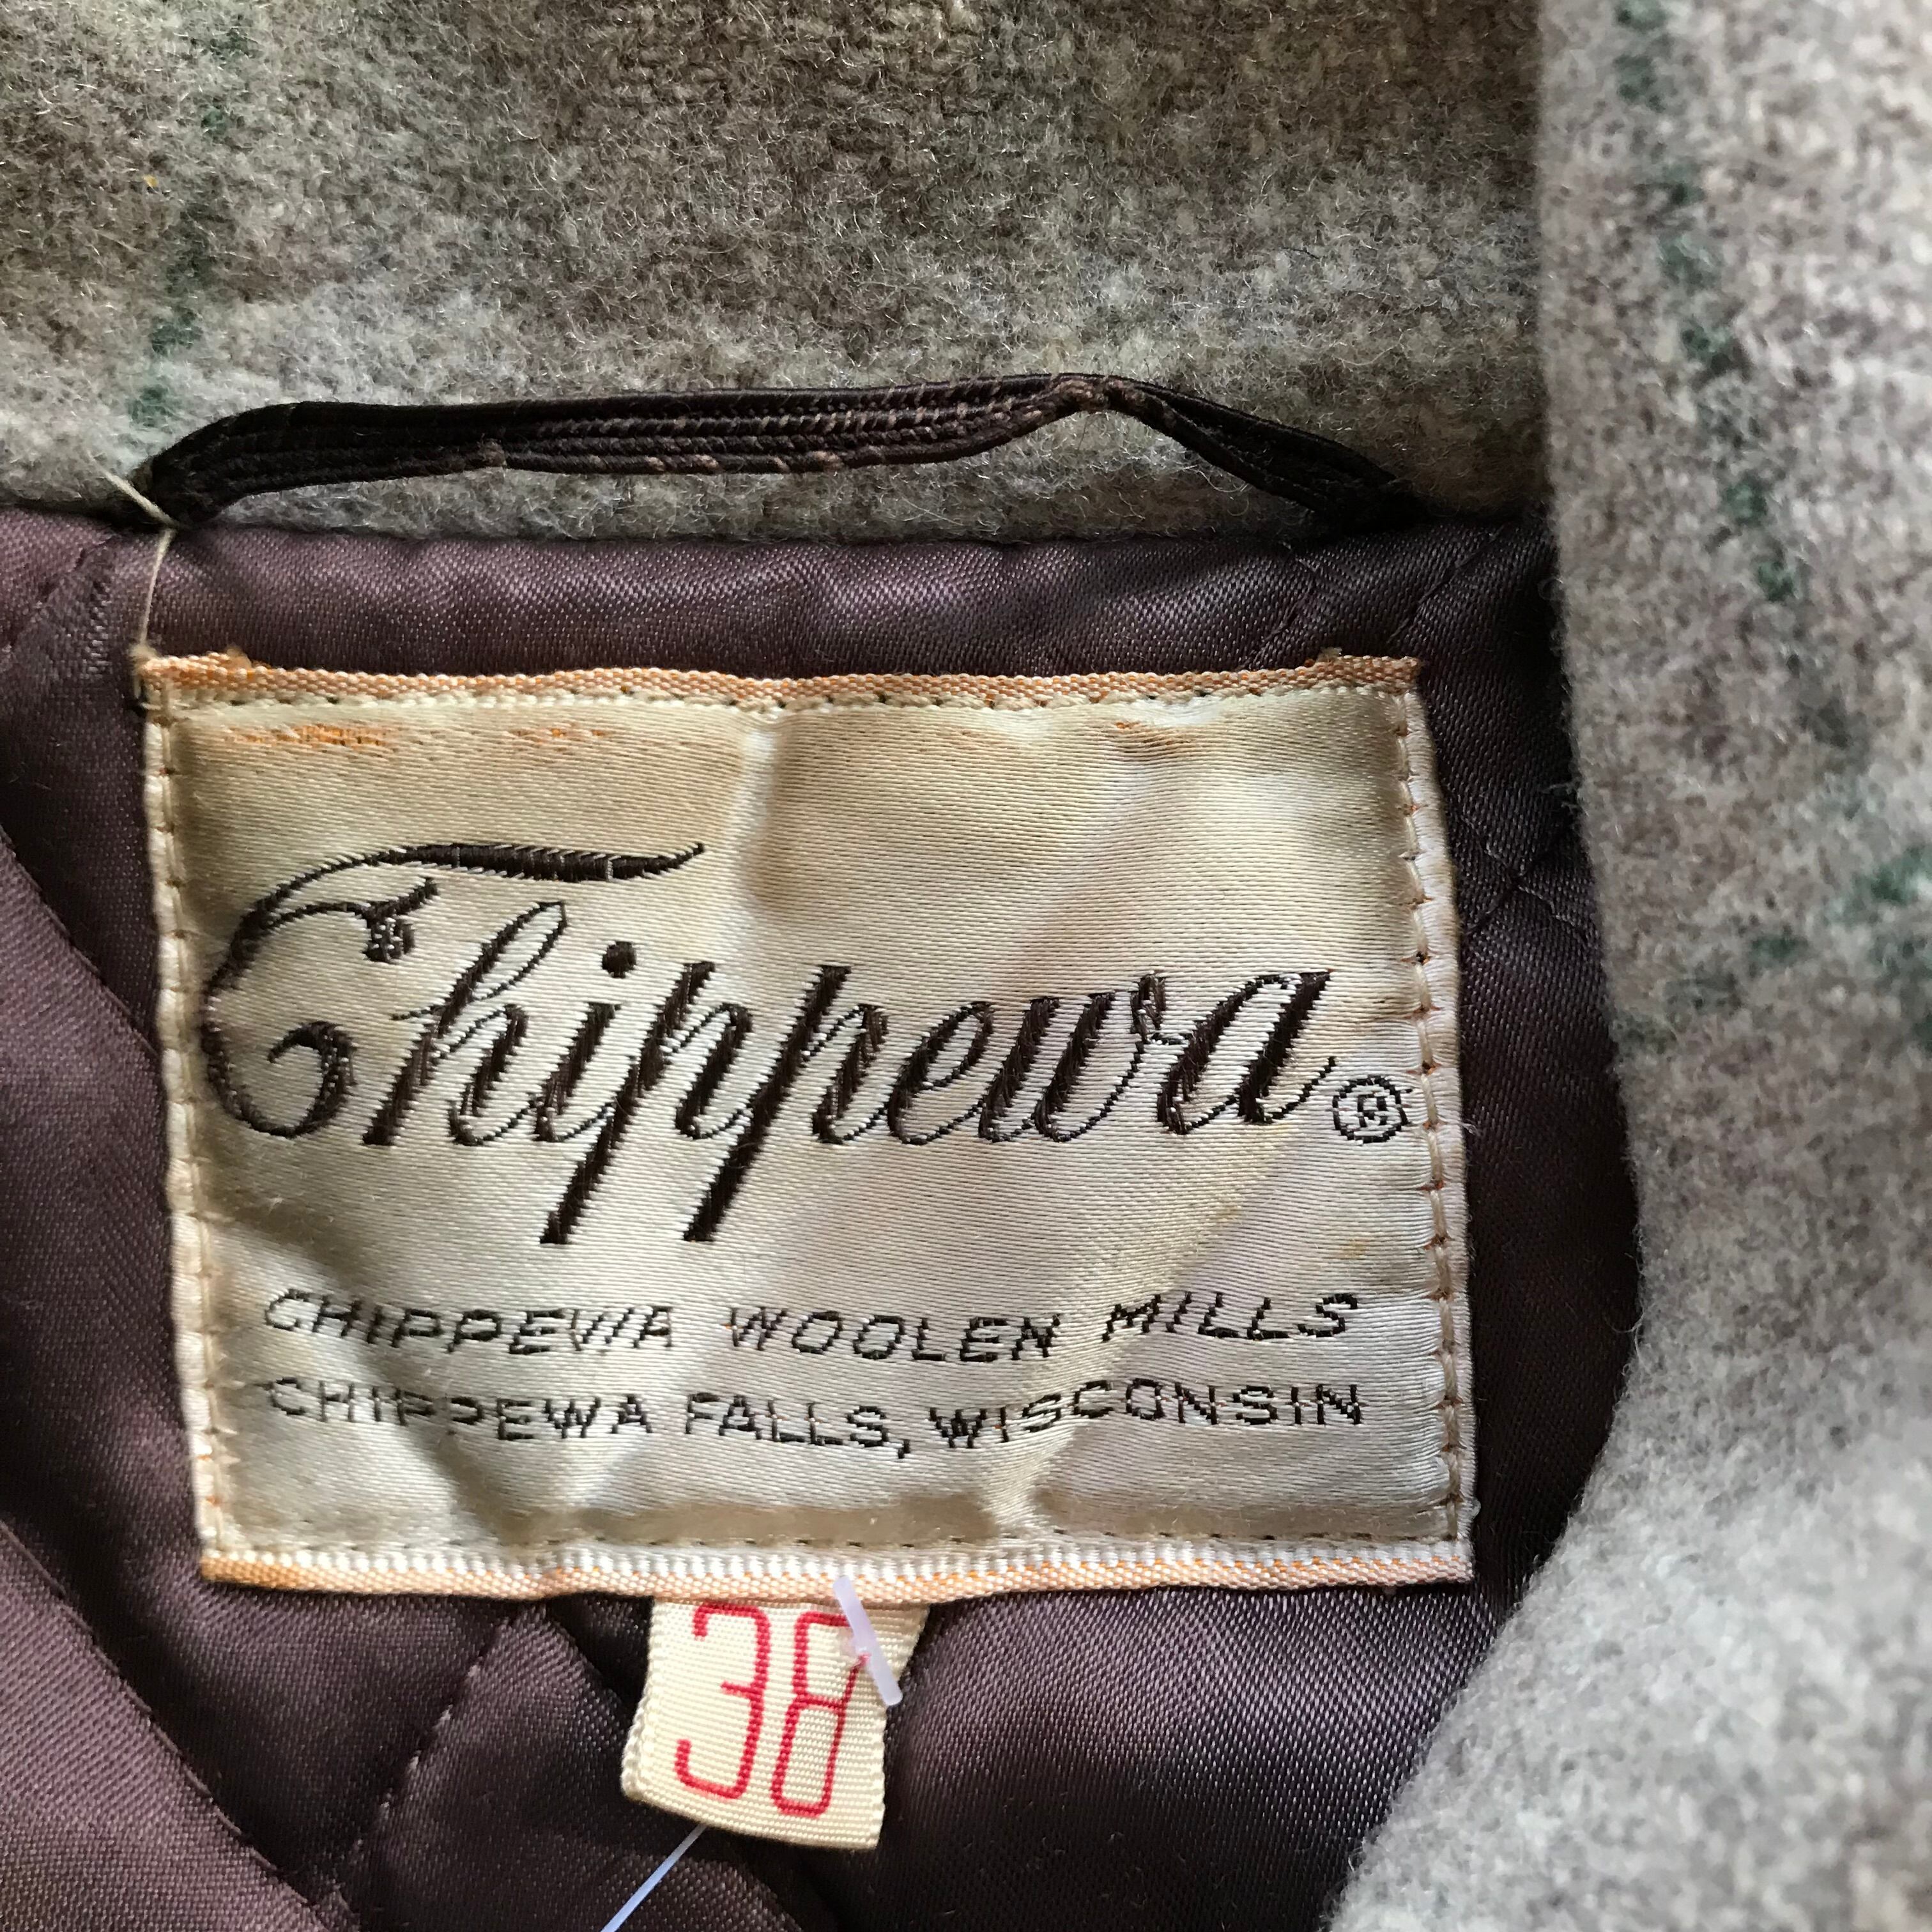 Chippewa ®
CHIPPEWA WOOLEN MILLS
CHIPPEWA FALLS, WISCONSIN
38